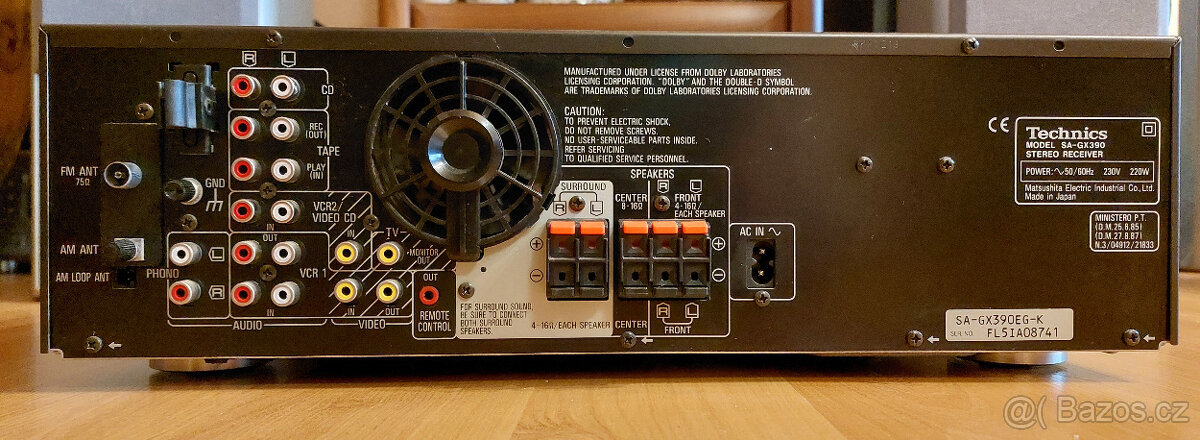 R L
CD
REC (OUT)
TAPE
PLAY (IN)
FM ANT
75Ω
GND
VCR2/
VIDEO CD
IN
AM ANT
AM LOOP ANT
PHONO
L
R
OUT
VCR 1
IN
AUDIO
TV
IN
MONITOR OUT
IN
OUT
VIDEO
OUT
REMOTE
CONTROL
MANUFACTURED UNDER LICENSE FROM DOLBY LABORATORIES
LICENSING CORPORATION. "DOLBY" AND THE DOUBLE-D SYMBOL
ARE TRADEMARKS OF DOLBY LABORATORIES LICENSING CORPORATION.
CAUTION:
TO PREVENT ELECTRIC SHOCK,
DO NOT REMOVE SCREWS.
NO USER-SERVICEABLE PARTS INSIDE.
REFER SERVICING
TO QUALIFIED SERVICE PERSONNEL.
SPEAKERS
SURROUND
R L
CENTER
8-16Ω
R L
FRONT
4-16Ω/
EACH SPEAKER
+ +
− −
FOR SURROUND SOUND,
BE SURE TO CONNECT
BOTH SURROUND
SPEAKERS.
4-16Ω/EACH SPEAKER
CENTER
R L
FRONT
AC IN ~
CE
Technics
MODEL SA-GX390
STEREO RECEIVER
POWER: ~50/60Hz 230V 220W
Matsushita Electric Industrial Co., Ltd.
Made in Japan
MINISTERO P.T.
(D.M.25.6.85)
(D.M.27.8.87)
N.3/04912/21833
SA-GX390EG-K
SER. NO. FL5IA08741
@( Bazos.cz